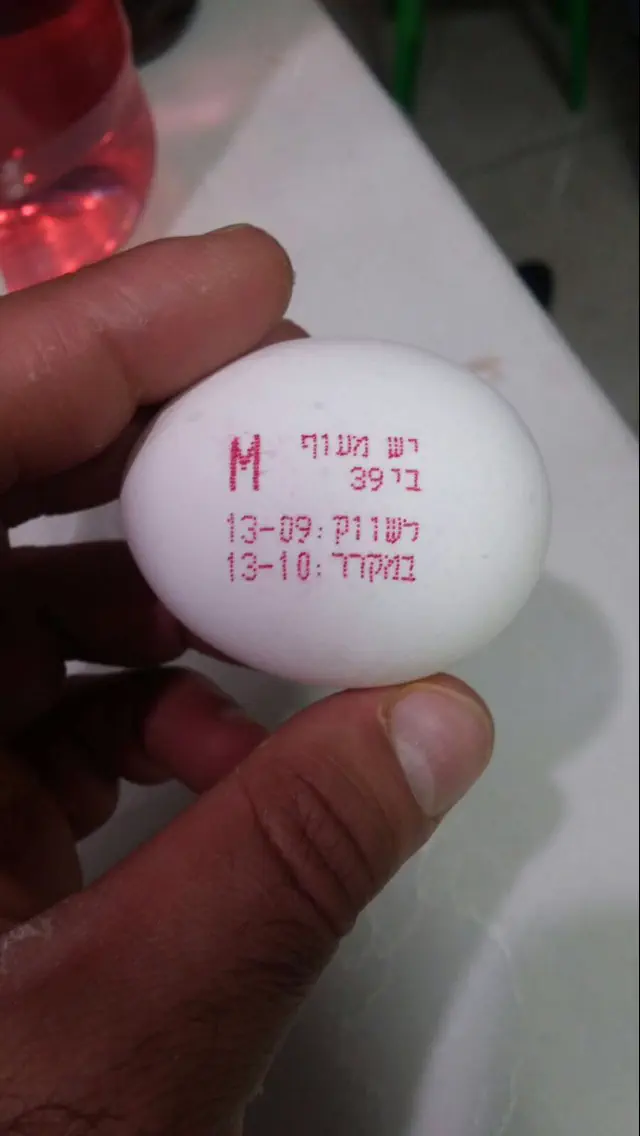 M
יש מעוף
בי 39
לשווק: 13-09
במקרר: 13-10